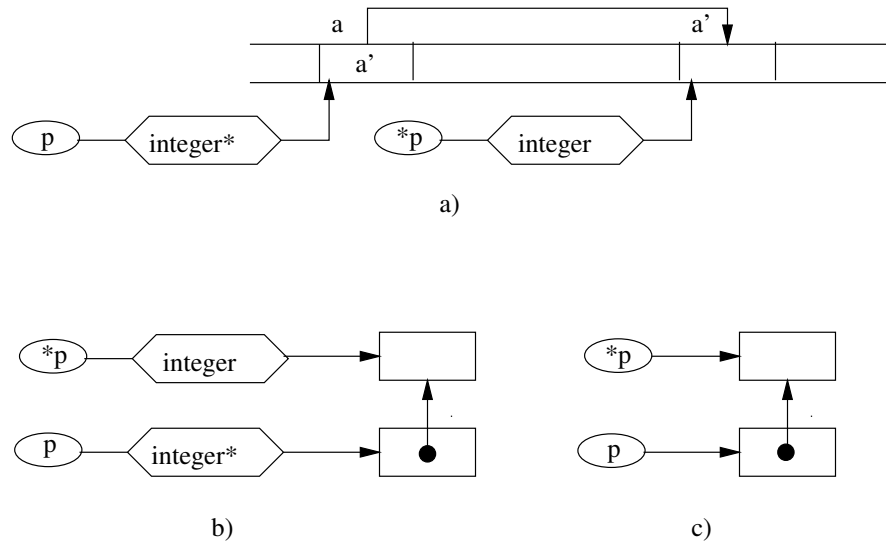 a a’
a’
p integer* *p integer
a)
*p integer *p
p integer* p
b) c)